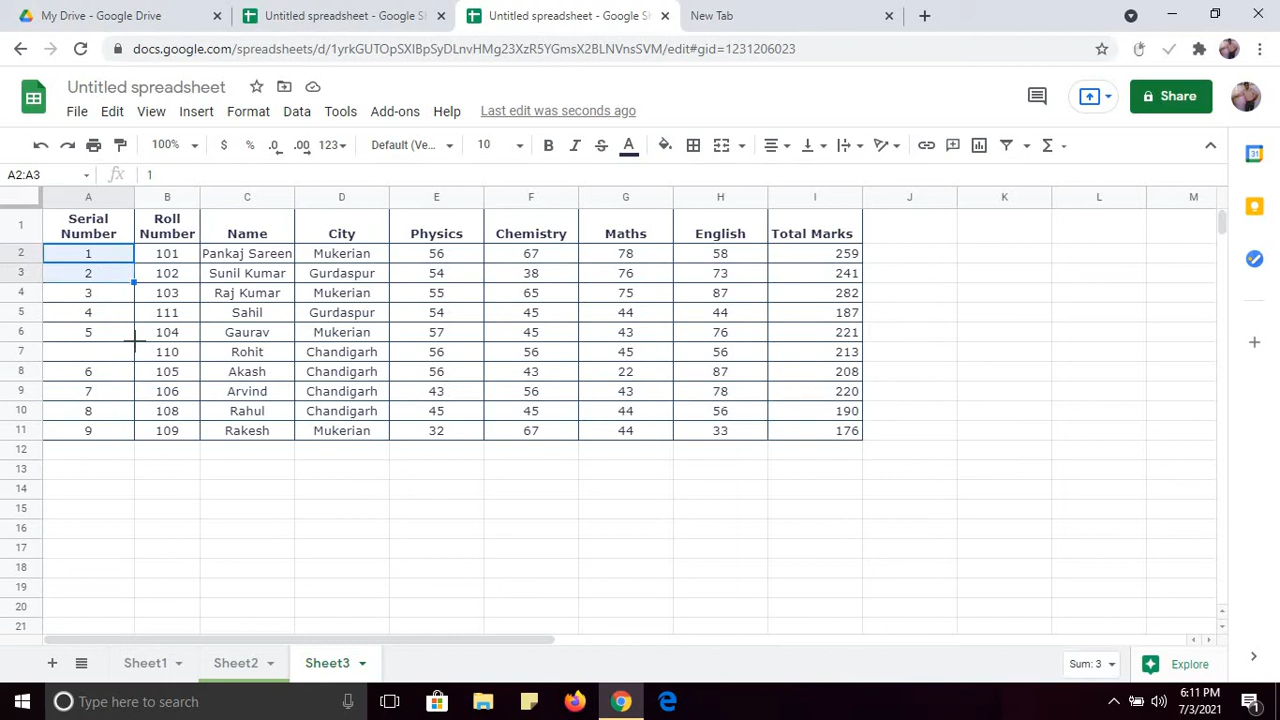 My Drive - Google Drive
Untitled spreadsheet - Google Sh
Untitled spreadsheet - Google Sh
New Tab
docs.google.com/spreadsheets/d/1yrkGUTOpSXIBpSyDLnvHMg23XzR5YGmsX2BLNVnsSVM/edit#gid=1231206023
Untitled spreadsheet
File Edit View Insert Format Data Tools Add-ons Help Last edit was seconds ago
Share
100% $ % .0 .00 123 Default (Ve... 10 B I S A Σ
A2:A3 fx 1
A B C D E F G H I J K L M
1 Serial Number Roll Number Name City Physics Chemistry Maths English Total Marks
2 1 101 Pankaj Sareen Mukerian 56 67 78 58 259
3 2 102 Sunil Kumar Gurdaspur 54 38 76 73 241
4 3 103 Raj Kumar Mukerian 55 65 75 87 282
5 4 111 Sahil Gurdaspur 54 45 44 44 187
6 5 104 Gaurav Mukerian 57 45 43 76 221
7 110 Rohit Chandigarh 56 56 45 56 213
8 6 105 Akash Chandigarh 56 43 22 87 208
9 7 106 Arvind Chandigarh 43 56 43 78 220
10 8 108 Rahul Chandigarh 45 45 44 56 190
11 9 109 Rakesh Mukerian 32 67 44 33 176
12
13
14
15
16
17
18
19
20
21
Sheet1 Sheet2 Sheet3 Sum: 3 Explore
Type here to search
6:11 PM
7/3/2021
1
31